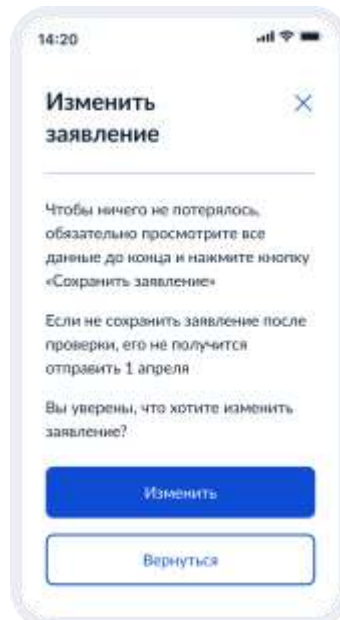 14:20
Изменить
заявление
Чтобы ничего не потерялось,
обязательно просмотрите все
данные до конца и нажмите кнопку
«Сохранить заявление»
Если не сохранить заявление после
проверки, его не получится
отправить 1 апреля
Вы уверены, что хотите изменить
заявление?
Изменить
Вернуться